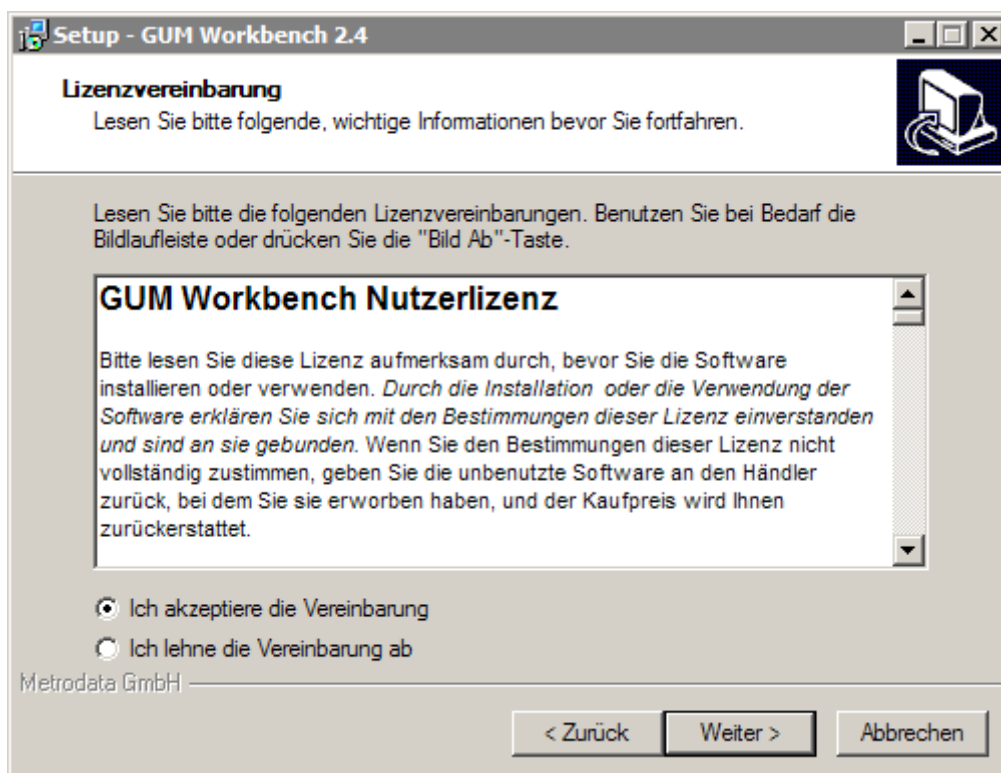 Setup - GUM Workbench 2.4
Lizenzvereinbarung
Lesen Sie bitte folgende, wichtige Informationen bevor Sie fortfahren.
Lesen Sie bitte die folgenden Lizenzvereinbarungen. Benutzen Sie bei Bedarf die
Bildlaufleiste oder drücken Sie die "Bild Ab"-Taste.
GUM Workbench Nutzerlizenz
Bitte lesen Sie diese Lizenz aufmerksam durch, bevor Sie die Software
installieren oder verwenden. Durch die Installation oder die Verwendung der
Software erklären Sie sich mit den Bestimmungen dieser Lizenz einverstanden
und sind an sie gebunden. Wenn Sie den Bestimmungen dieser Lizenz nicht
vollständig zustimmen, geben Sie die unbenutzte Software an den Händler
zurück, bei dem Sie sie erworben haben, und der Kaufpreis wird Ihnen
zurückerstattet.
Ich akzeptiere die Vereinbarung
Ich lehne die Vereinbarung ab
Metrodata GmbH
< Zurück
Weiter >
Abbrechen